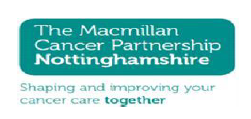 The Macmillan
Cancer Partnership
Nottinghamshire
Shaping and improving your
cancer care together